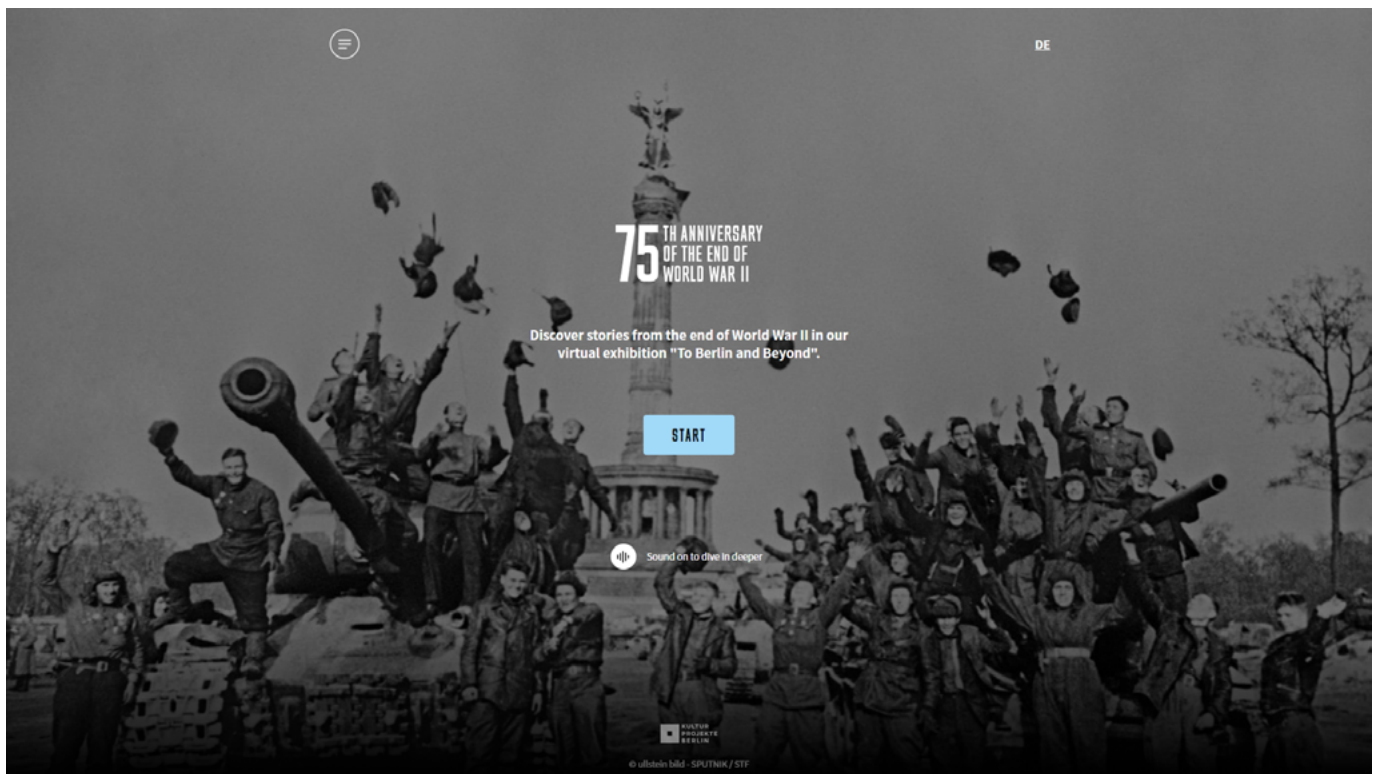 DE
75 TH ANNIVERSARY
OF THE END OF
WORLD WAR II
Discover stories from the end of World War II in our
virtual exhibition "To Berlin and Beyond".
START
Sound on to dive in deeper
KULTUR
PROJEKTE
BERLIN
© ullstein bild - SPUTNIK / STF